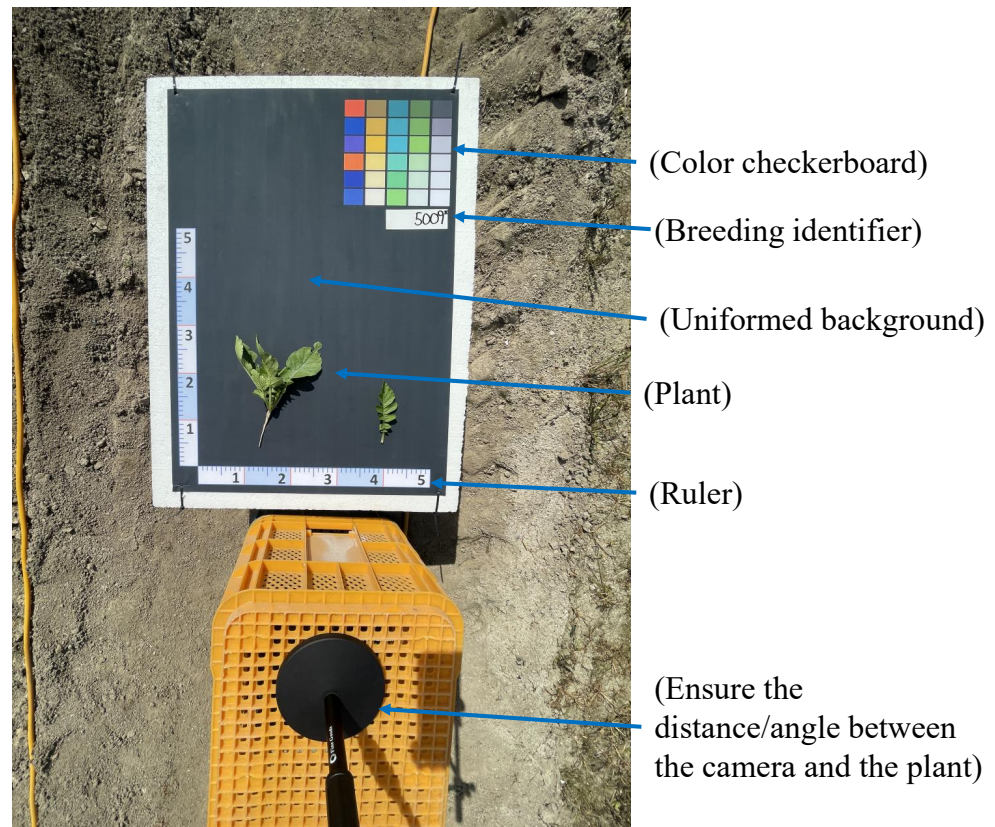 (Color checkerboard)
5009*
(Breeding identifier)
5
4
(Uniformed background)
3
2
(Plant)
1
1 2 3 4 5
(Ruler)
(Ensure the
distance/angle between
the camera and the plant)